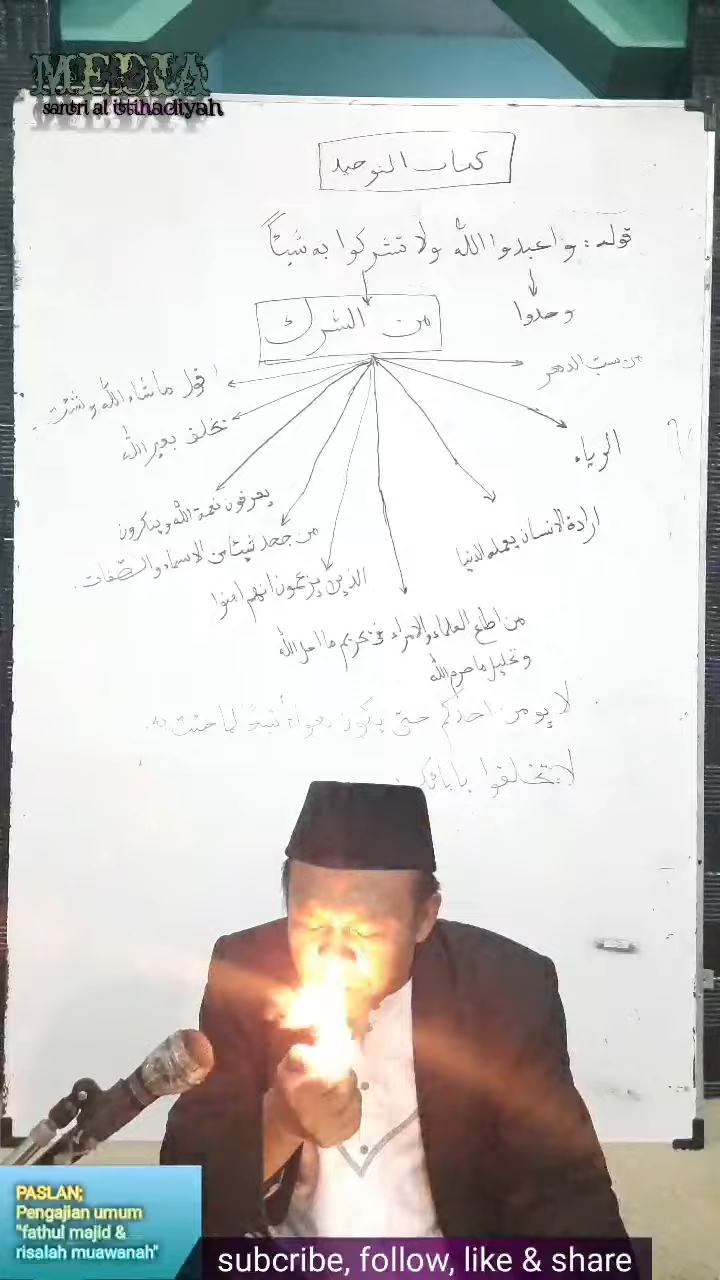 MEDIA
santri al ittihadiyah
كتاب التوحيد
قوله : واعبدوا الله ولا تشركوا به شيئاً
وحدوا
من الشرك
من سب الدهر
الرياء
ارادة الانسان بعمله الدنيا
من اطاع العلماء والامراء في تحريم ما احل الله
وتحليل ما حرم الله
الذين يزعمون انهم امنوا
من جحد شيئا من الاسماء والصفات
يعرفون نعمة الله وينكرون
تحلف بغير الله
قول ما شاء الله وشئت
لا يومن احدكم حتى يكون هواه تبعا لما جئت به
لا تحلفوا بابائكم
PASLAN;
Pengajian umum
"fathul majid &
risalah muawanah"
subcribe, follow, like & share